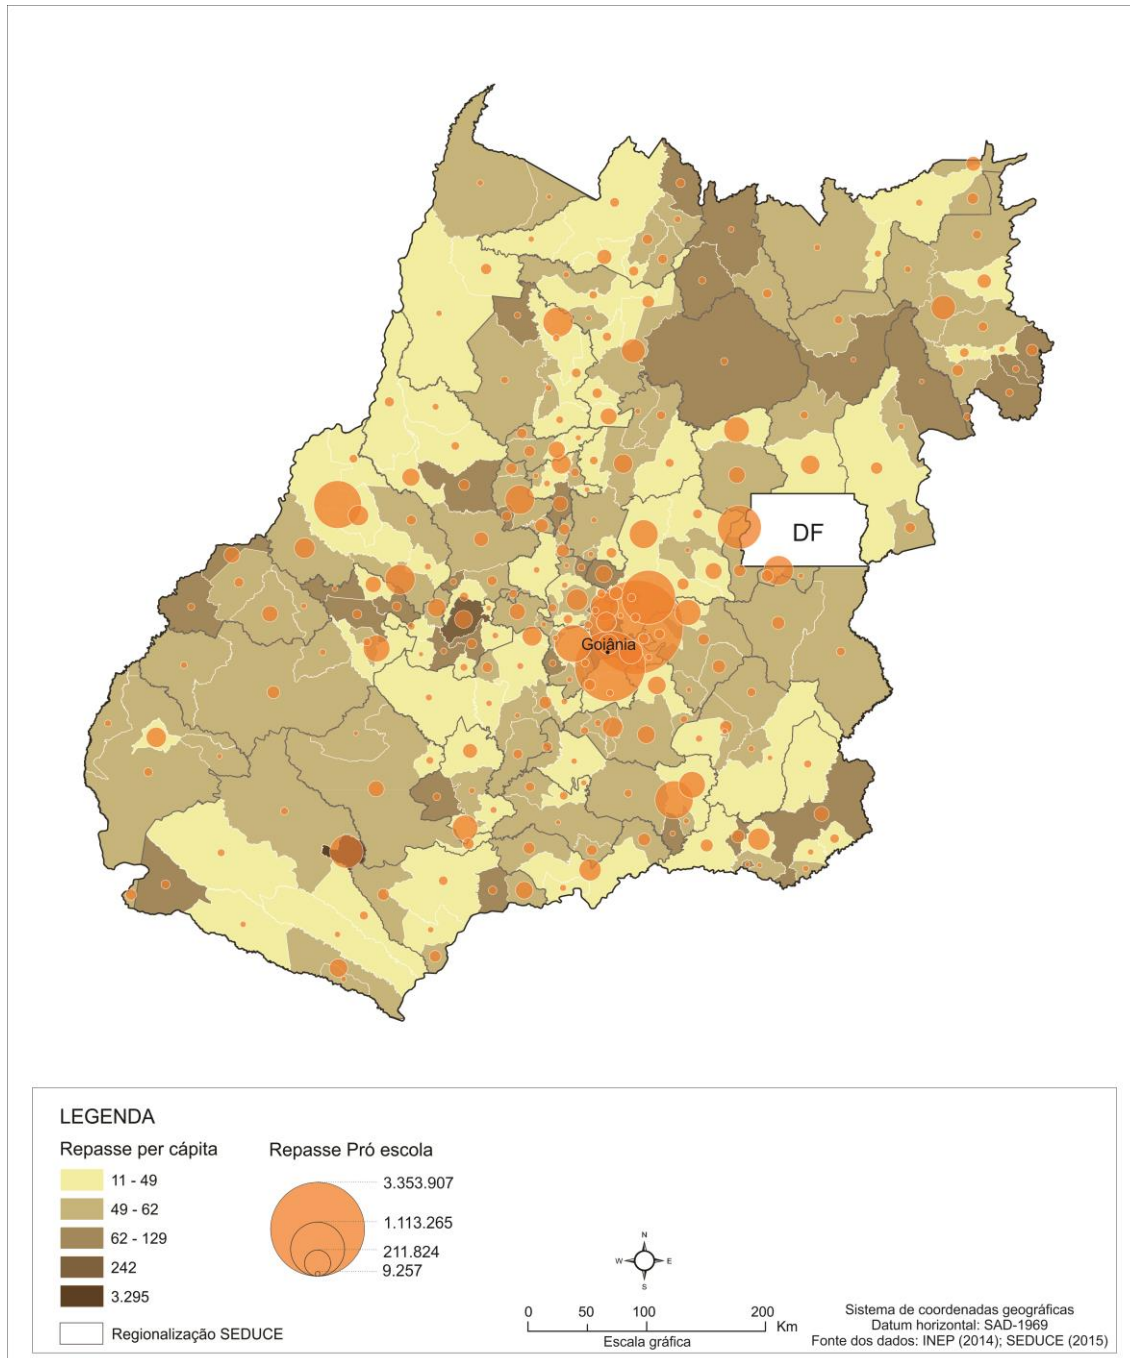 DF
Goiânia
LEGENDA
Repasse per cápita
11 - 49
49 - 62
62 - 129
242
3.295
Regionalização SEDUCE
Repasse Pró escola
3.353.907
1.113.265
211.824
9.257
N
W E
S
0 50 100 200
Km
Escala gráfica
Sistema de coordenadas geográficas
Datum horizontal: SAD-1969
Fonte dos dados: INEP (2014); SEDUCE (2015)